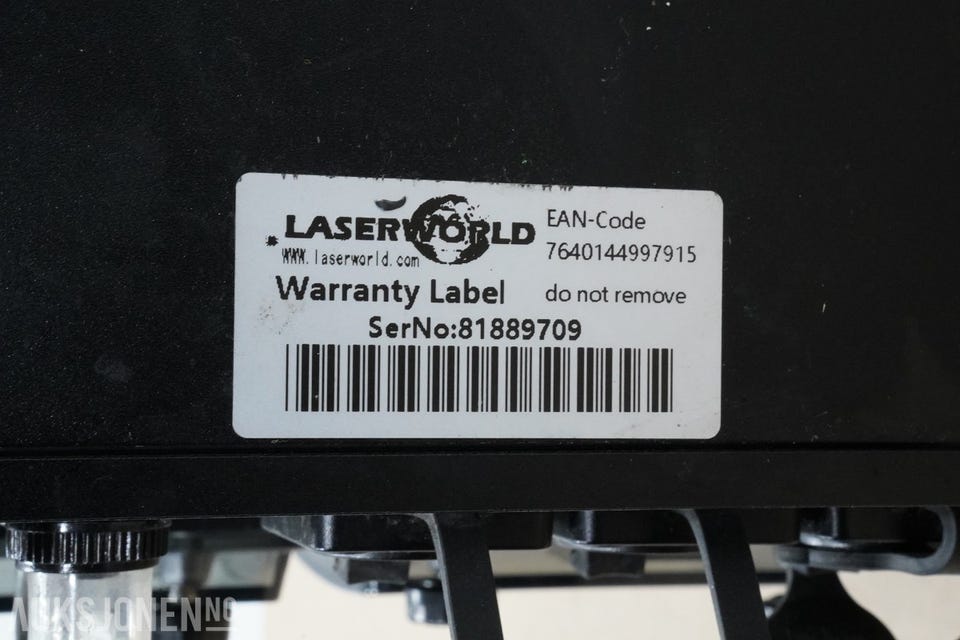 LASERWORLD
www.laserworld.com
EAN-Code
7640144997915
Warranty Label
do not remove
SerNo:81889709
AUKSJONEN.NO